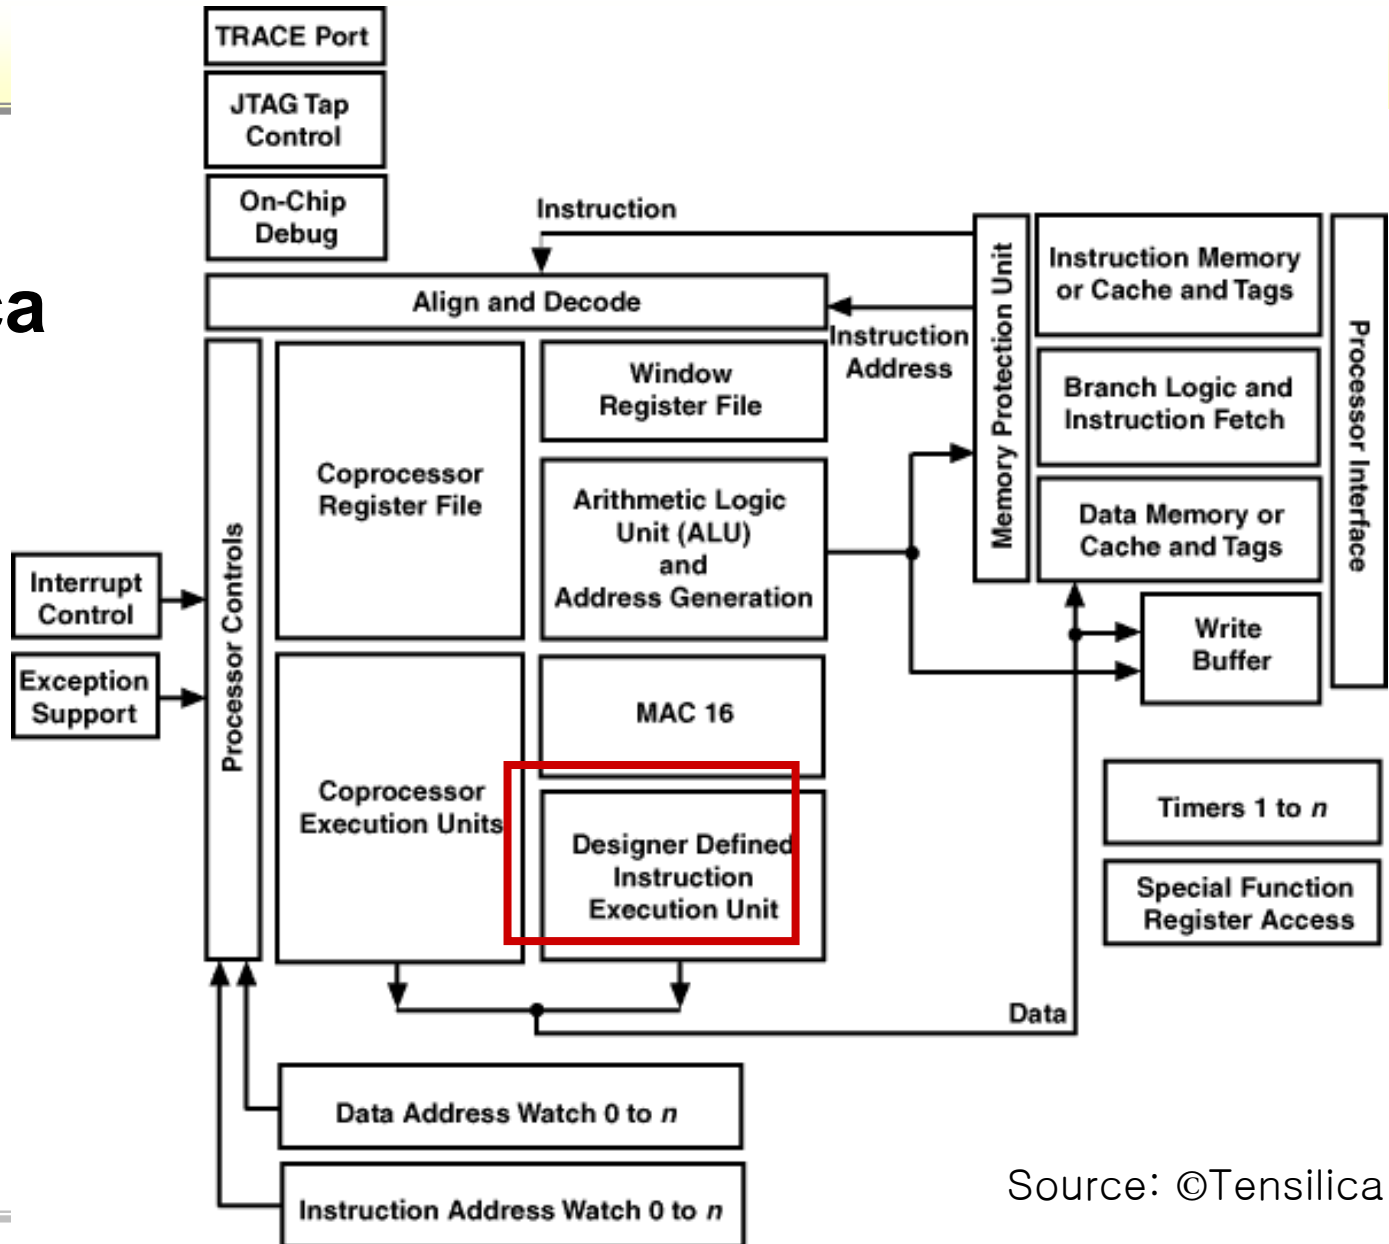 TRACE Port
JTAG Tap
Control
On-Chip
Debug
ca
Instruction
Align and Decode
Instruction
Address
Memory Protection Unit
Instruction Memory
or Cache and Tags
Branch Logic and
Instruction Fetch
Data Memory or
Cache and Tags
Processor Interface
Write
Buffer
Interrupt
Control
Exception
Support
Processor Controls
Coprocessor
Register File
Window
Register File
Arithmetic Logic
Unit (ALU)
and
Address Generation
MAC 16
Coprocessor
Execution Units
Designer Defined
Instruction
Execution Unit
Timers 1 to n
Special Function
Register Access
Data
Data Address Watch 0 to n
Instruction Address Watch 0 to n
Source: ©Tensilica